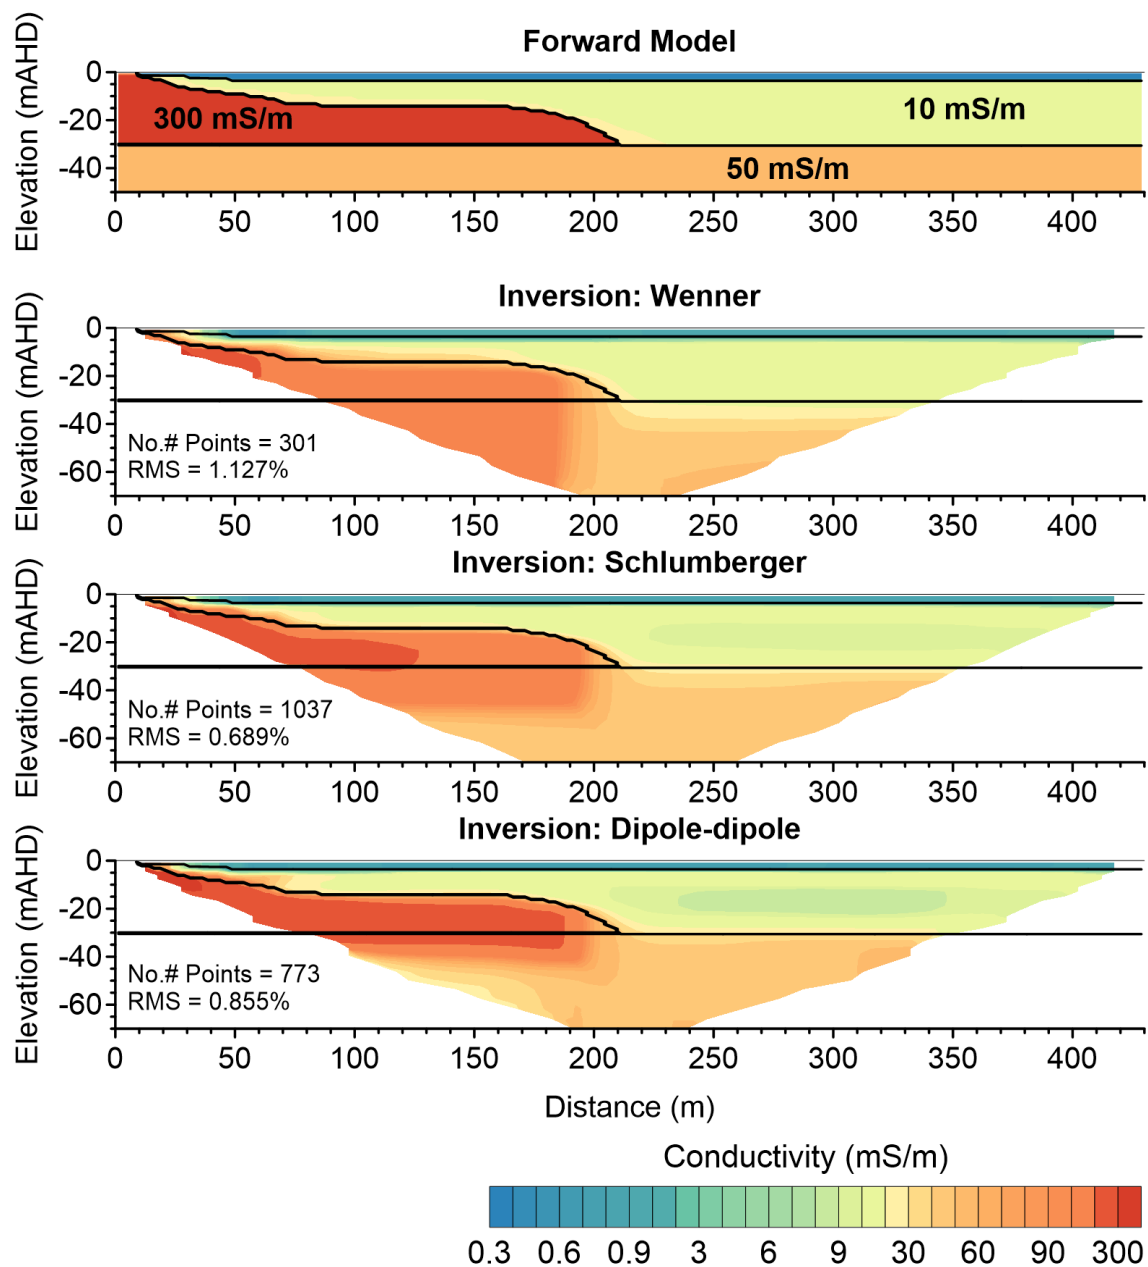 Forward Model
Elevation (mAHD)
0
-20
-40
300 mS/m
10 mS/m
50 mS/m
0 50 100 150 200 250 300 350 400
Inversion: Wenner
Elevation (mAHD)
0
-20
-40
-60
No.# Points = 301
RMS = 1.127%
0 50 100 150 200 250 300 350 400
Inversion: Schlumberger
Elevation (mAHD)
0
-20
-40
-60
No.# Points = 1037
RMS = 0.689%
0 50 100 150 200 250 300 350 400
Inversion: Dipole-dipole
Elevation (mAHD)
0
-20
-40
-60
No.# Points = 773
RMS = 0.855%
0 50 100 150 200 250 300 350 400
Distance (m)
Conductivity (mS/m)
0.3 0.6 0.9 3 6 9 30 60 90 300